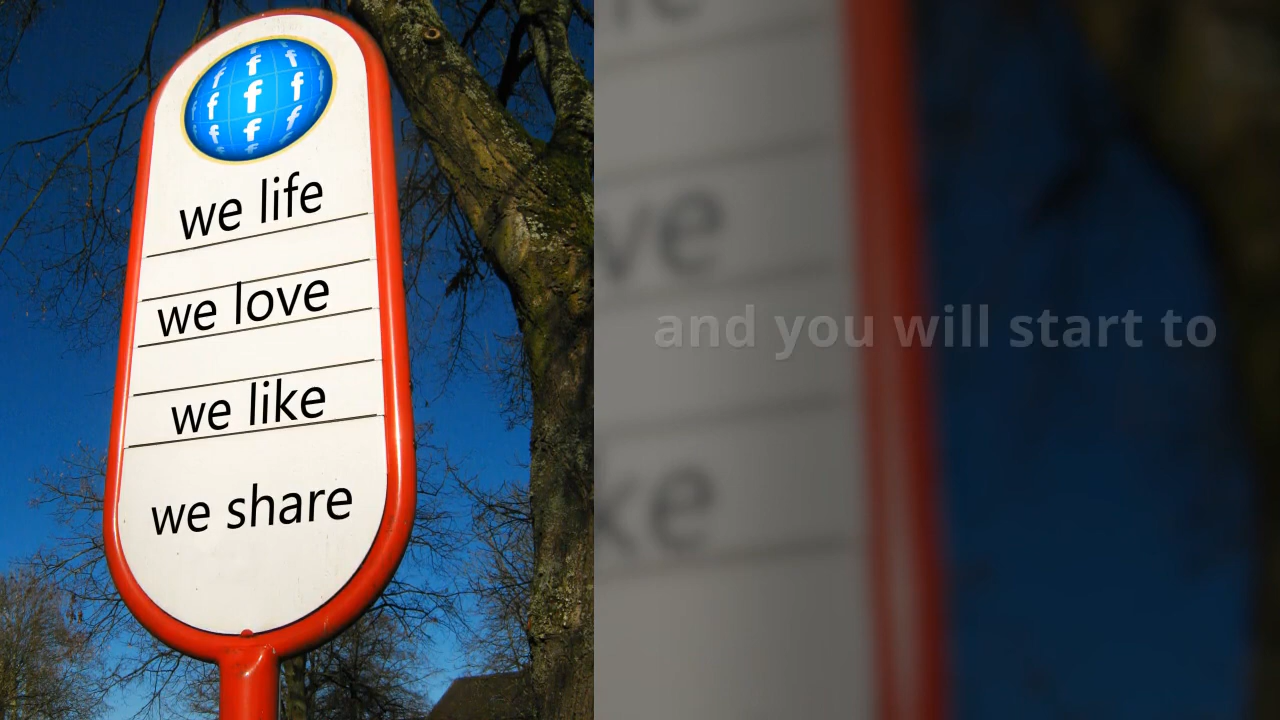 we life
we love
we like
we share
and you will start to